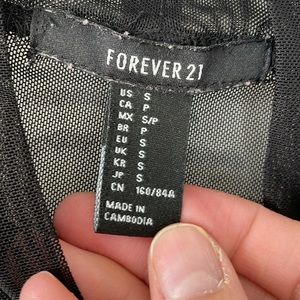 FOREVER 21
US S
CA P
MX S/P
BR P
EU S
UK S
KR S
JP S
CN 160/84A
MADE IN
CAMBODIA